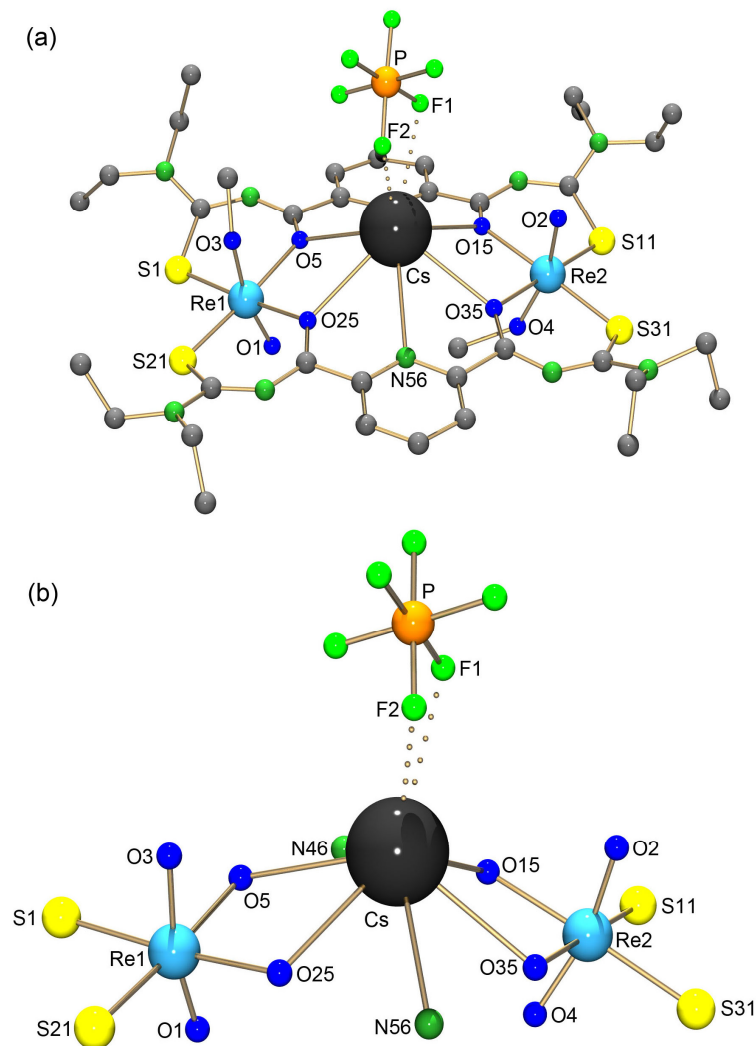 (a)
P
F1
F2
O2
O3
O5
O15
S11
S1
Cs
Re2
Re1
O25
O35
O1
O4
S31
S21
N56
(b)
P
F1
F2
N46
O2
O3
O15
O5
S11
S1
Cs
Re2
Re1
O35
O25
S31
O4
S21
O1
N56